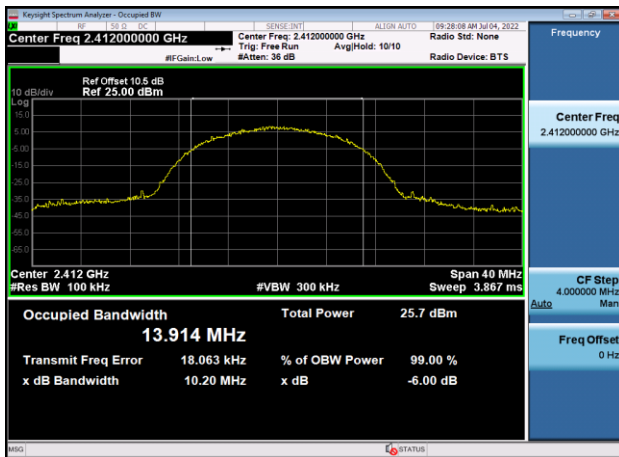 Keysight Spectrum Analyzer - Occupied BW
RF 50 Ω DC SENSE:INT ALIGN AUTO 09:28:08 AM Jul 04, 2022
Center Freq 2.412000000 GHz
Center Freq: 2.412000000 GHz
Radio Std: None
Trig: Free Run Avg|Hold: 10/10
#IFGain:Low
#Atten: 36 dB
Radio Device: BTS
Ref Offset 10.5 dB
10 dB/div Ref 25.00 dBm
Log
15.0
5.00
-5.00
-15.0
-25.0
-35.0
-45.0
-55.0
-65.0
Center 2.412 GHz
Span 40 MHz
#Res BW 100 kHz
#VBW 300 kHz
Sweep 3.867 ms
Occupied Bandwidth
Total Power 25.7 dBm
13.914 MHz
Transmit Freq Error 18.063 kHz
% of OBW Power 99.00 %
x dB Bandwidth 10.20 MHz
x dB -6.00 dB
Frequency
Center Freq
2.412000000 GHz
CF Step
4.000000 MHz
Auto Man
Freq Offset
0 Hz
MSG
STATUS